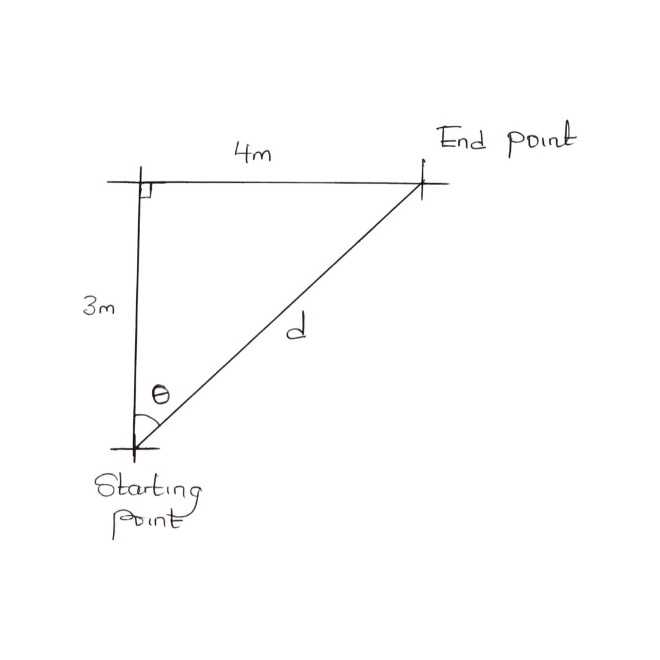 4m
End point
3m
d
θ
Starting
point